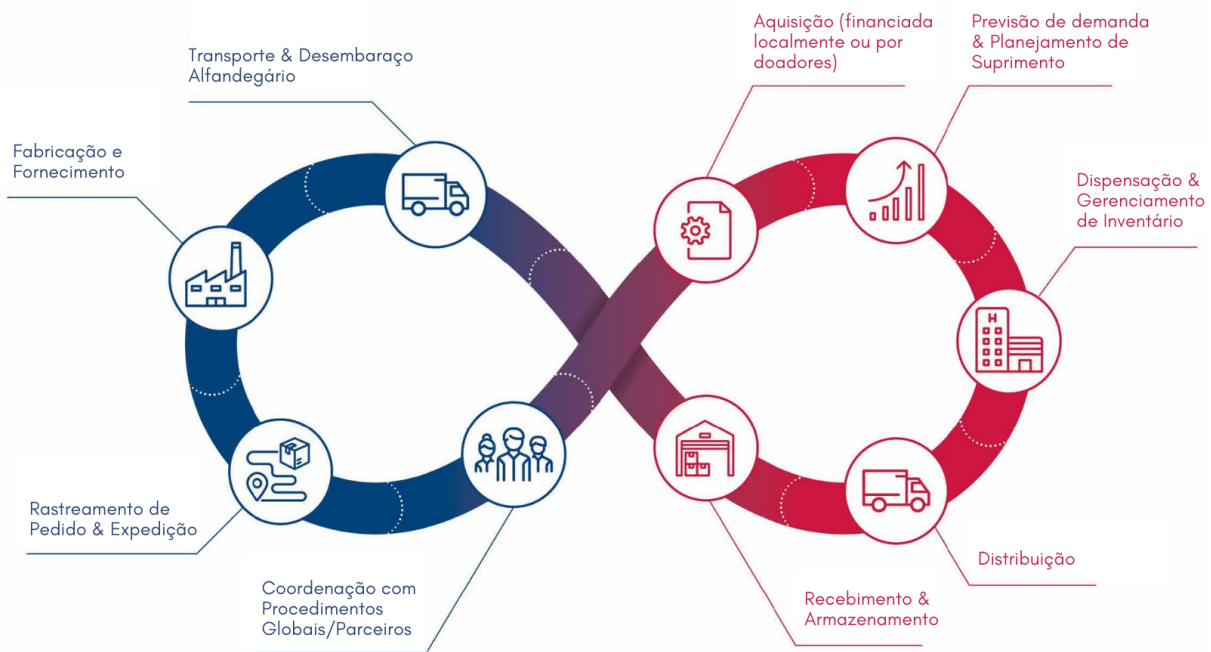 Transporte & Desembaraço
Alfandegário
Aquisição (financiada
localmente ou por
doadores)
Previsão de demanda
& Planejamento de
Suprimento
Fabricação e
Fornecimento
Dispensação &
Gerenciamento
de Inventário
H
Rastreamento de
Pedido & Expedição
Distribuição
Coordenação com
Procedimentos
Globais/Parceiros
Recebimento &
Armazenamento